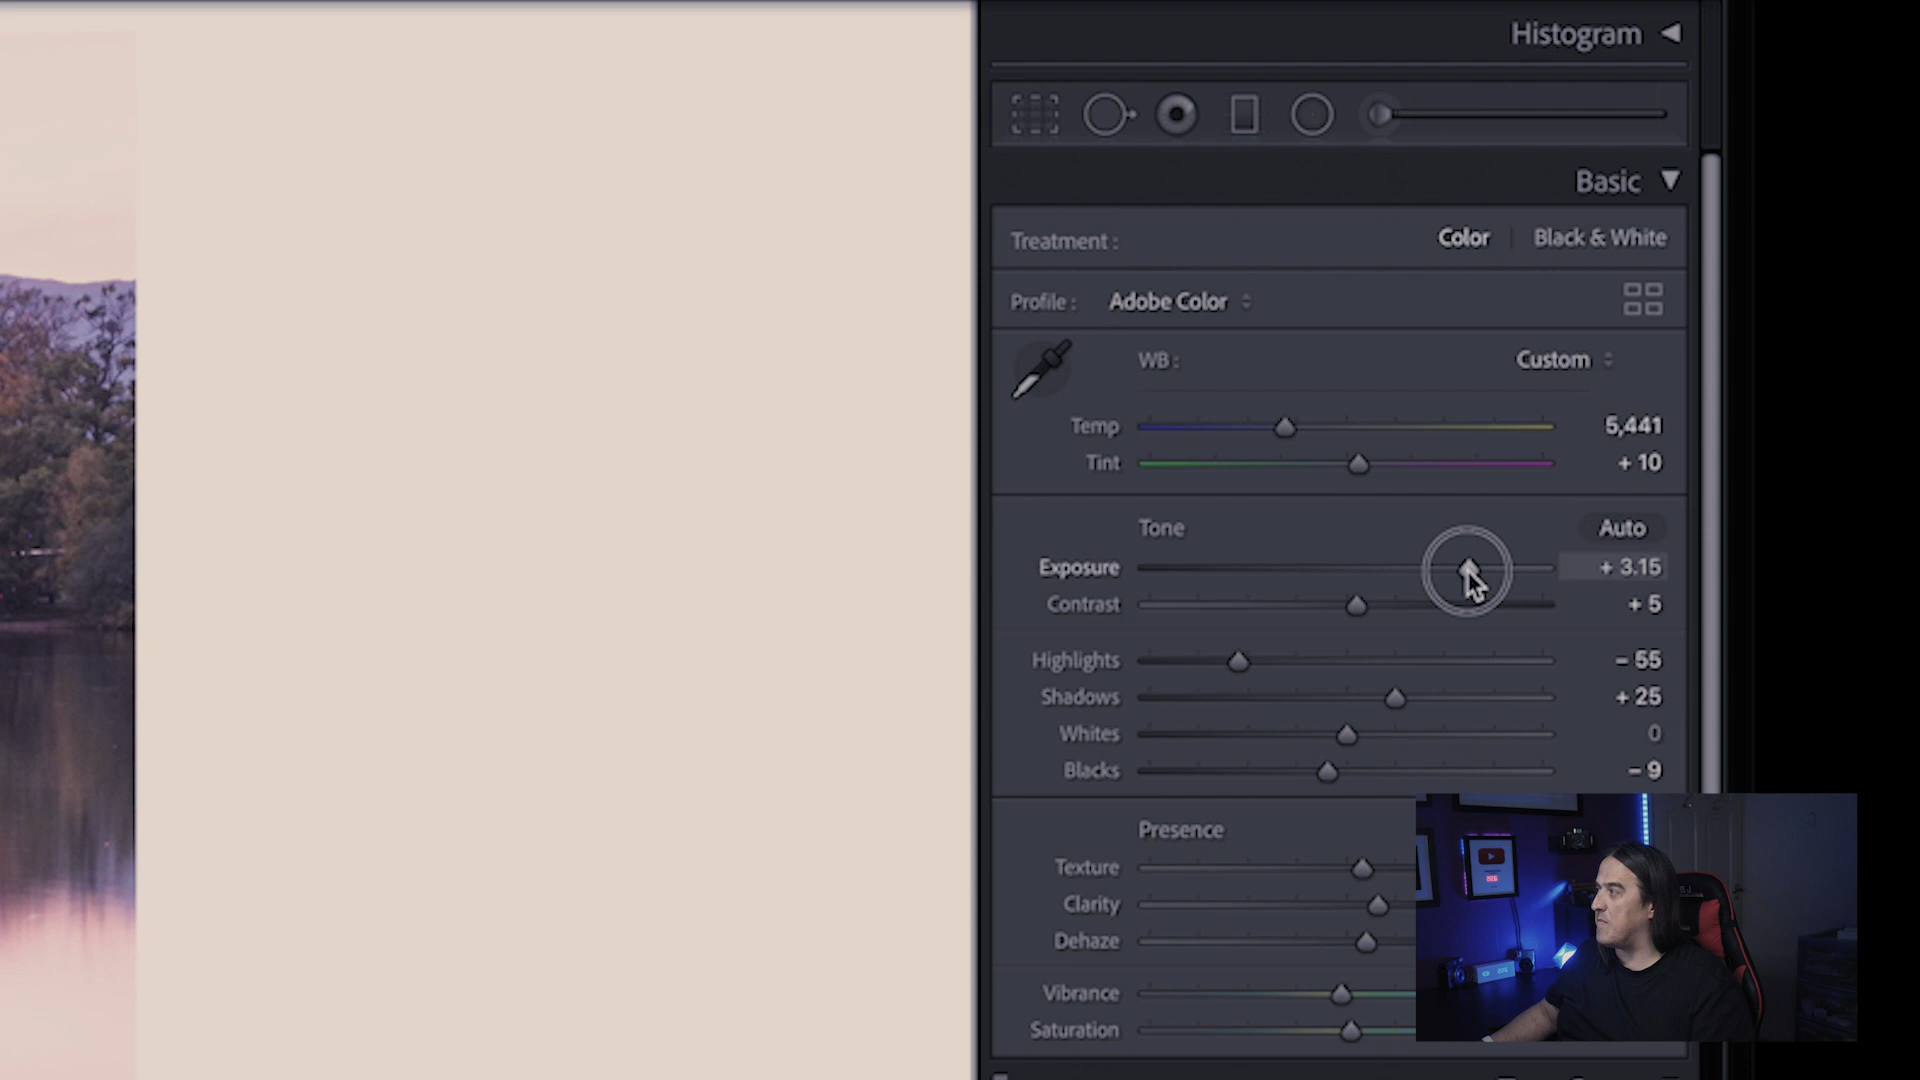 Histogram
Basic
Treatment : Color Black & White
Profile : Adobe Color
WB : Custom
Temp 5,441
Tint + 10
Tone Auto
Exposure + 3.15
Contrast + 5
Highlights - 55
Shadows + 25
Whites 0
Blacks - 9
Presence
Texture
Clarity
Dehaze
Vibrance
Saturation